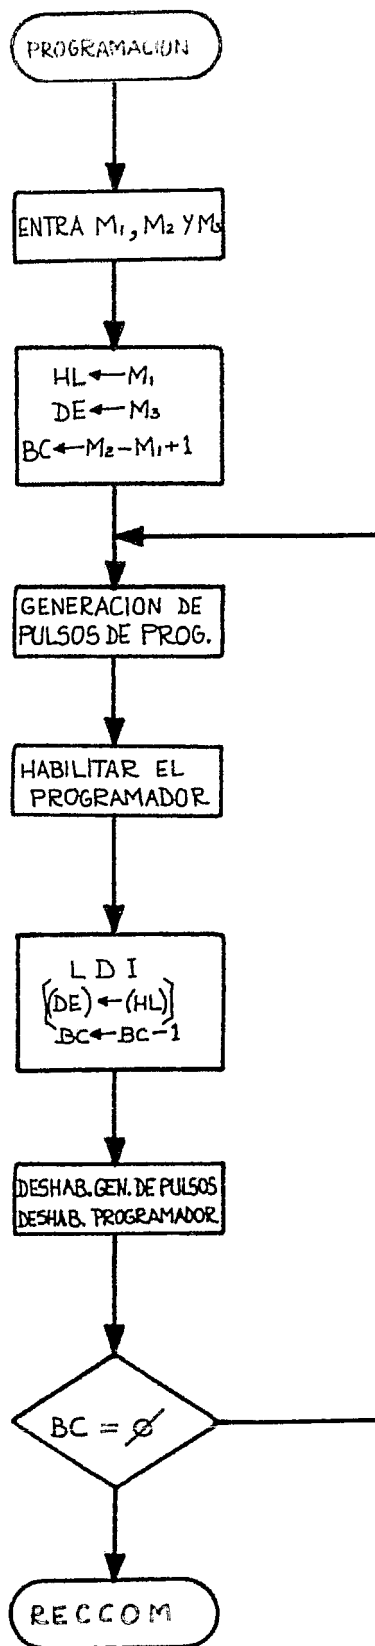 PROGRAMACION
ENTRA M₁, M₂ Y M₃
HL ← M₁
DE ← M₃
BC ← M₂ - M₁ + 1
GENERACION DE
PULSOS DE PROG.
HABILITAR EL
PROGRAMADOR
L D I
[(DE) ← (HL)]
BC ← BC - 1
DESHAB. GEN. DE PULSOS
DESHAB. PROGRAMADOR
BC = Ø
RECCOM